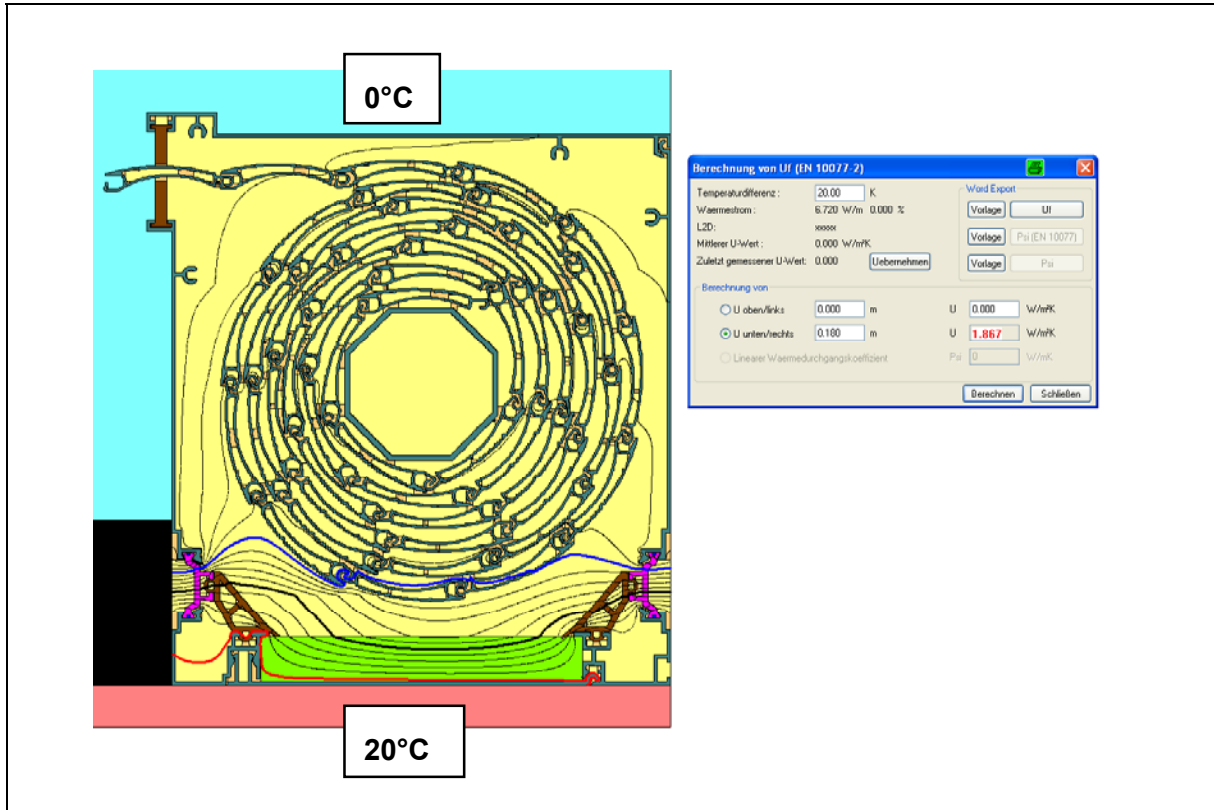 0°C
Berechnung von Uf (EN 10077-2)
Temperaturdifferenz : 20.00 K
Waermestrom : 6.720 W/m 0.000 %
L2D: xxxxx
Mittlerer U-Wert : 0.000 W/m²K
Zuletzt gemessener U-Wert: 0.000 Uebernehmen
Word Export
Vorlage Uf
Vorlage Psi (EN 10077)
Vorlage Psi
Berechnung von
U oben/links 0.000 m U 0.000 W/m²K
U unten/rechts 0.180 m U 1.867 W/m²K
Linearer Waermedurchgangskoeffizient Psi 0 W/mK
Berechnen Schließen
20°C